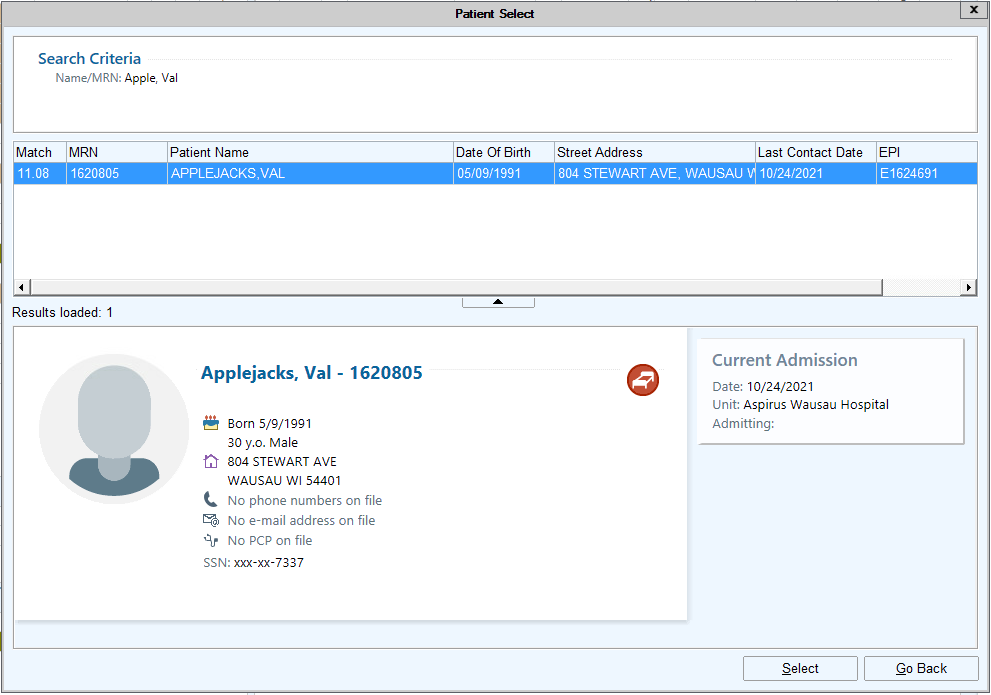 Patient Select
x
Search Criteria
Name/MRN: Apple, Val
Match MRN Patient Name Date Of Birth Street Address Last Contact Date EPI
11.08 1620805 APPLEJACKS,VAL 05/09/1991 804 STEWART AVE, WAUSAU W 10/24/2021 E1624691
Results loaded: 1
Applejacks, Val - 1620805
Born 5/9/1991
30 y.o. Male
804 STEWART AVE
WAUSAU WI 54401
No phone numbers on file
No e-mail address on file
No PCP on file
SSN: xxx-xx-7337
Current Admission
Date: 10/24/2021
Unit: Aspirus Wausau Hospital
Admitting:
Select Go Back